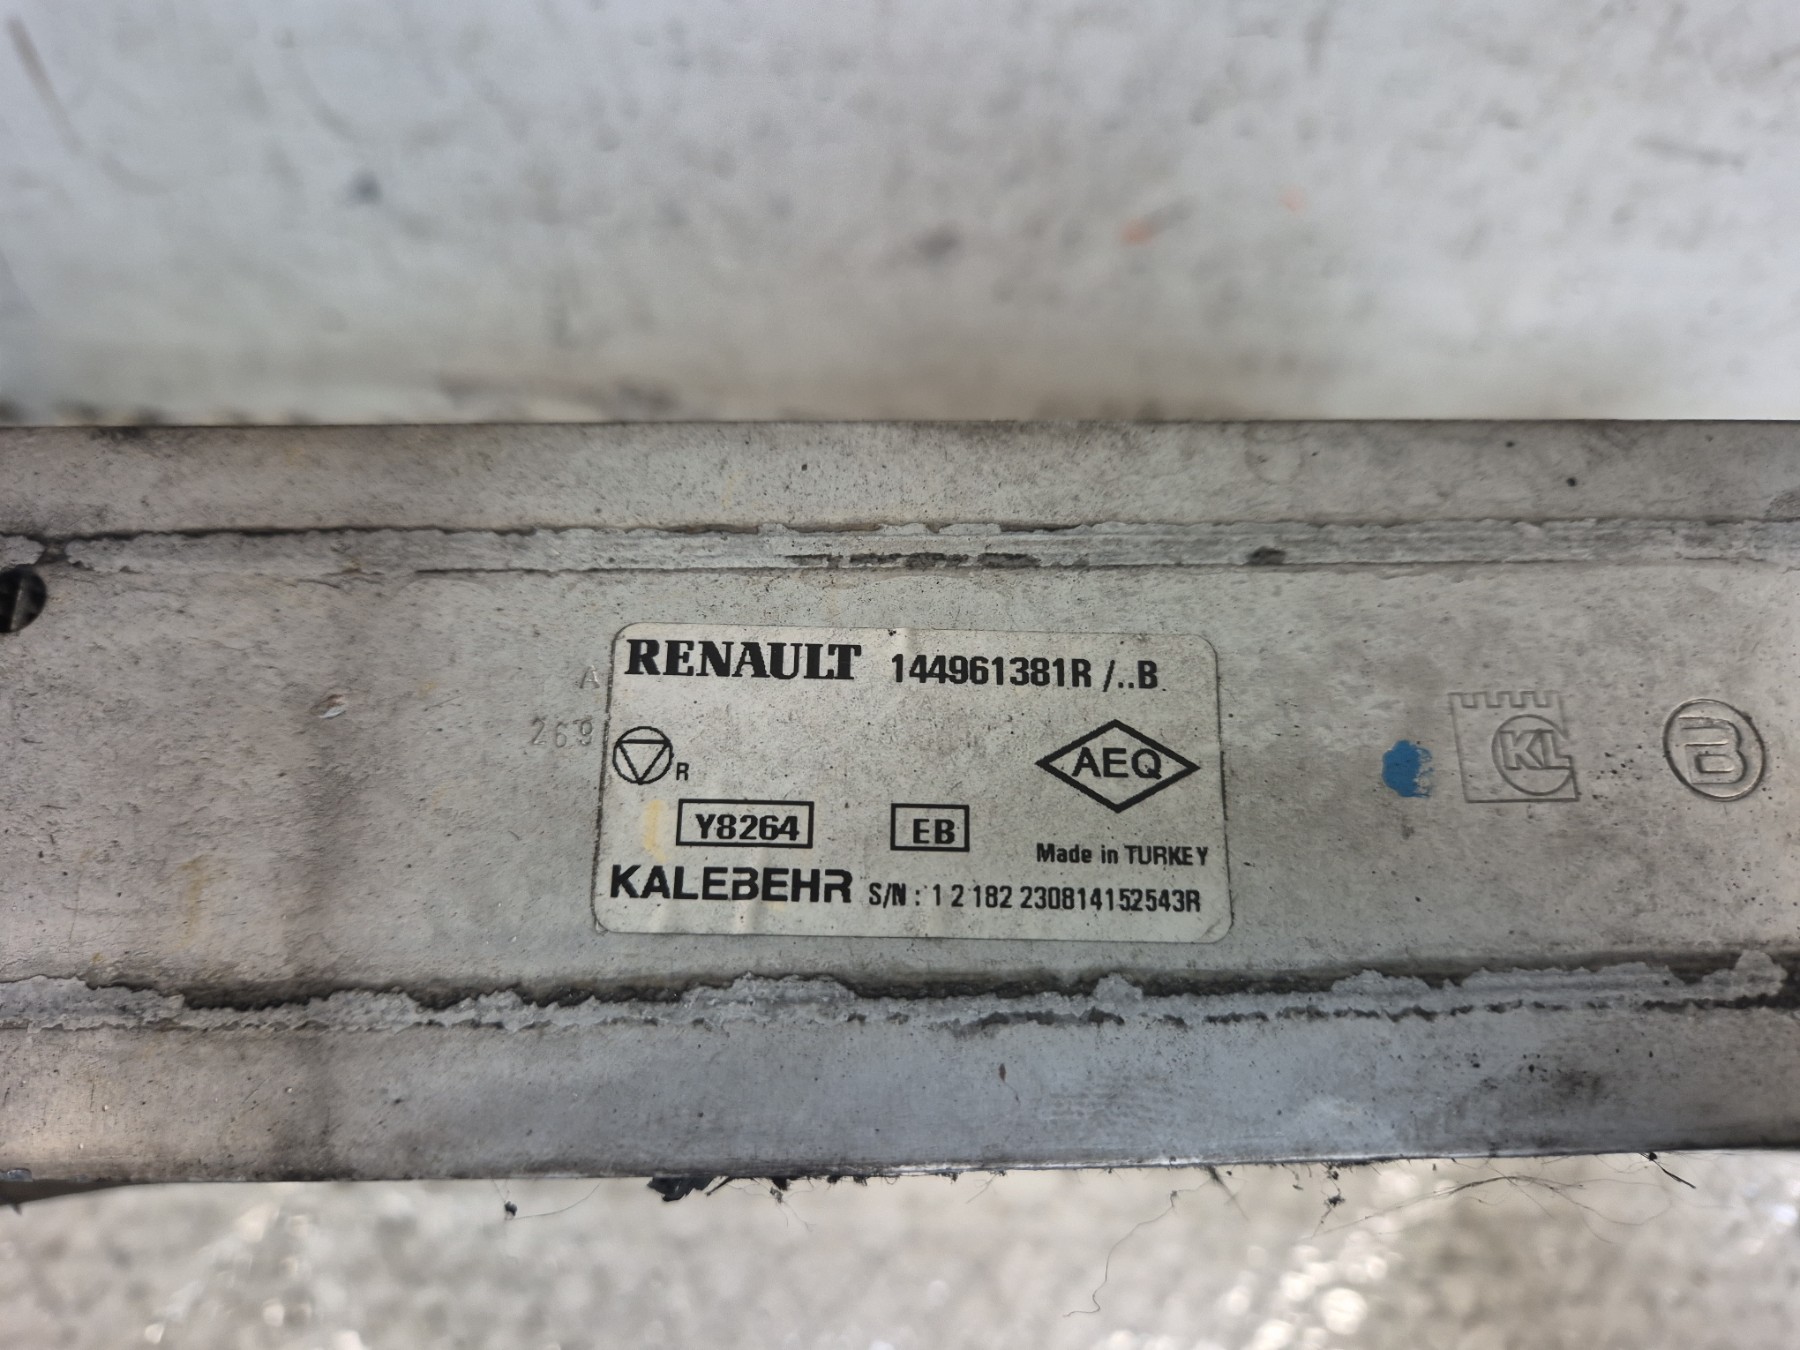 RENAULT 144961381R /..B
A
269
R
AEQ
KL
B
Y8264
EB
Made in TURKEY
KALEBEHR S/N : 1 2 182 230814152543R